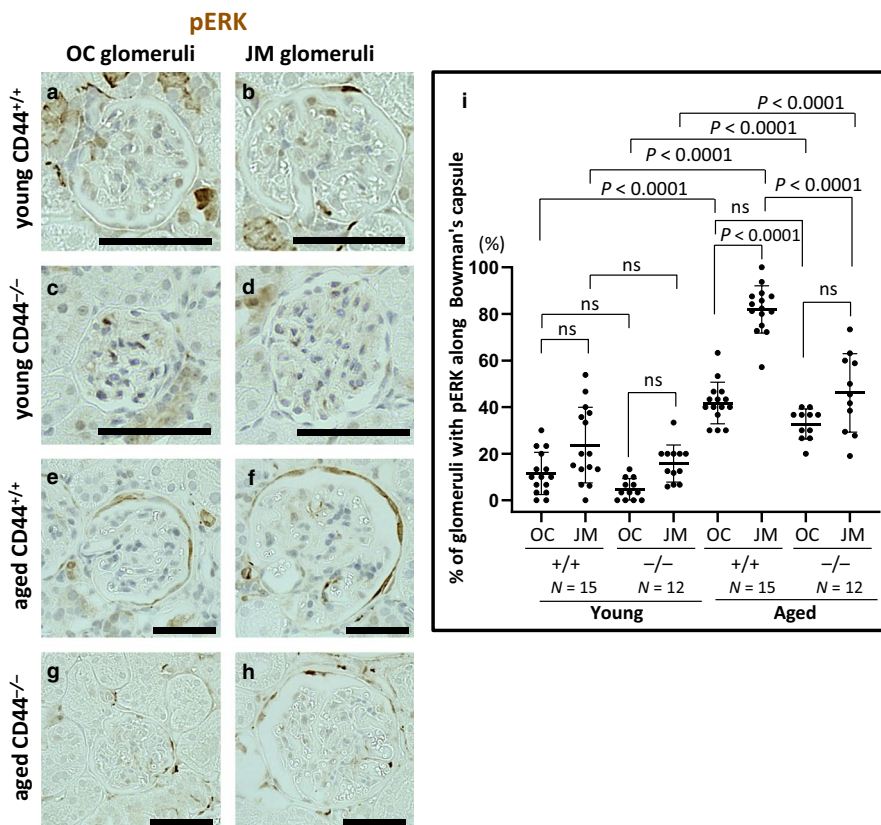 pERK
OC glomeruli JM glomeruli
young CD44+/+
a
b
young CD44−/−
c
d
aged CD44+/+
e
f
aged CD44−/−
g
h
i
P < 0.0001
P < 0.0001
P < 0.0001
P < 0.0001 P < 0.0001
ns
P < 0.0001
ns
ns
ns
ns
ns
(%)
% of glomeruli with pERK along Bowman's capsule
100
80
60
40
20
0
OC JM OC JM OC JM OC JM
+/+ −/− +/+ −/−
N = 15 N = 12 N = 15 N = 12
Young Aged